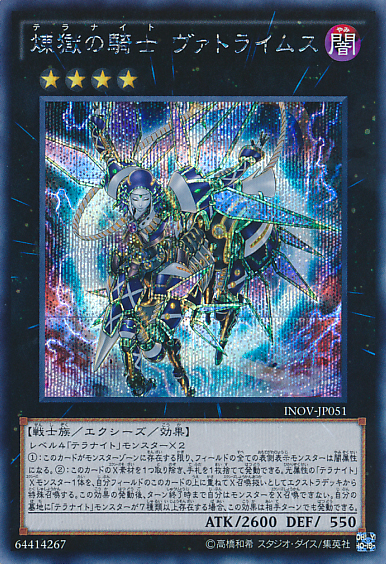 テラナイト
煉獄の騎士 ヴァトライムス
やみ
闇
INOV-JP051
【戦士族／エクシーズ／効果】
レベル4「テラナイト」モンスター×2
①：このカードがモンスターゾーンに存在する限り、フィールドの全ての表側表示モンスターは闇属性
になる。②：このカードのX素材を1つ取り除き、手札を1枚捨てて発動できる。光属性の「テラナイト」
Xモンスター1体を、自分フィールドのこのカードの上に重ねてX召喚扱いとしてエクストラデッキから
特殊召喚する。この効果の発動後、ターン終了時まで自分はモンスターをX召喚できない。自分の
墓地に「テラナイト」モンスターが7種類以上存在する場合、この効果は相手ターンでも発動できる。
ATK/2600 DEF/ 550
64414267
©高橋和希 スタジオ・ダイス/集英社